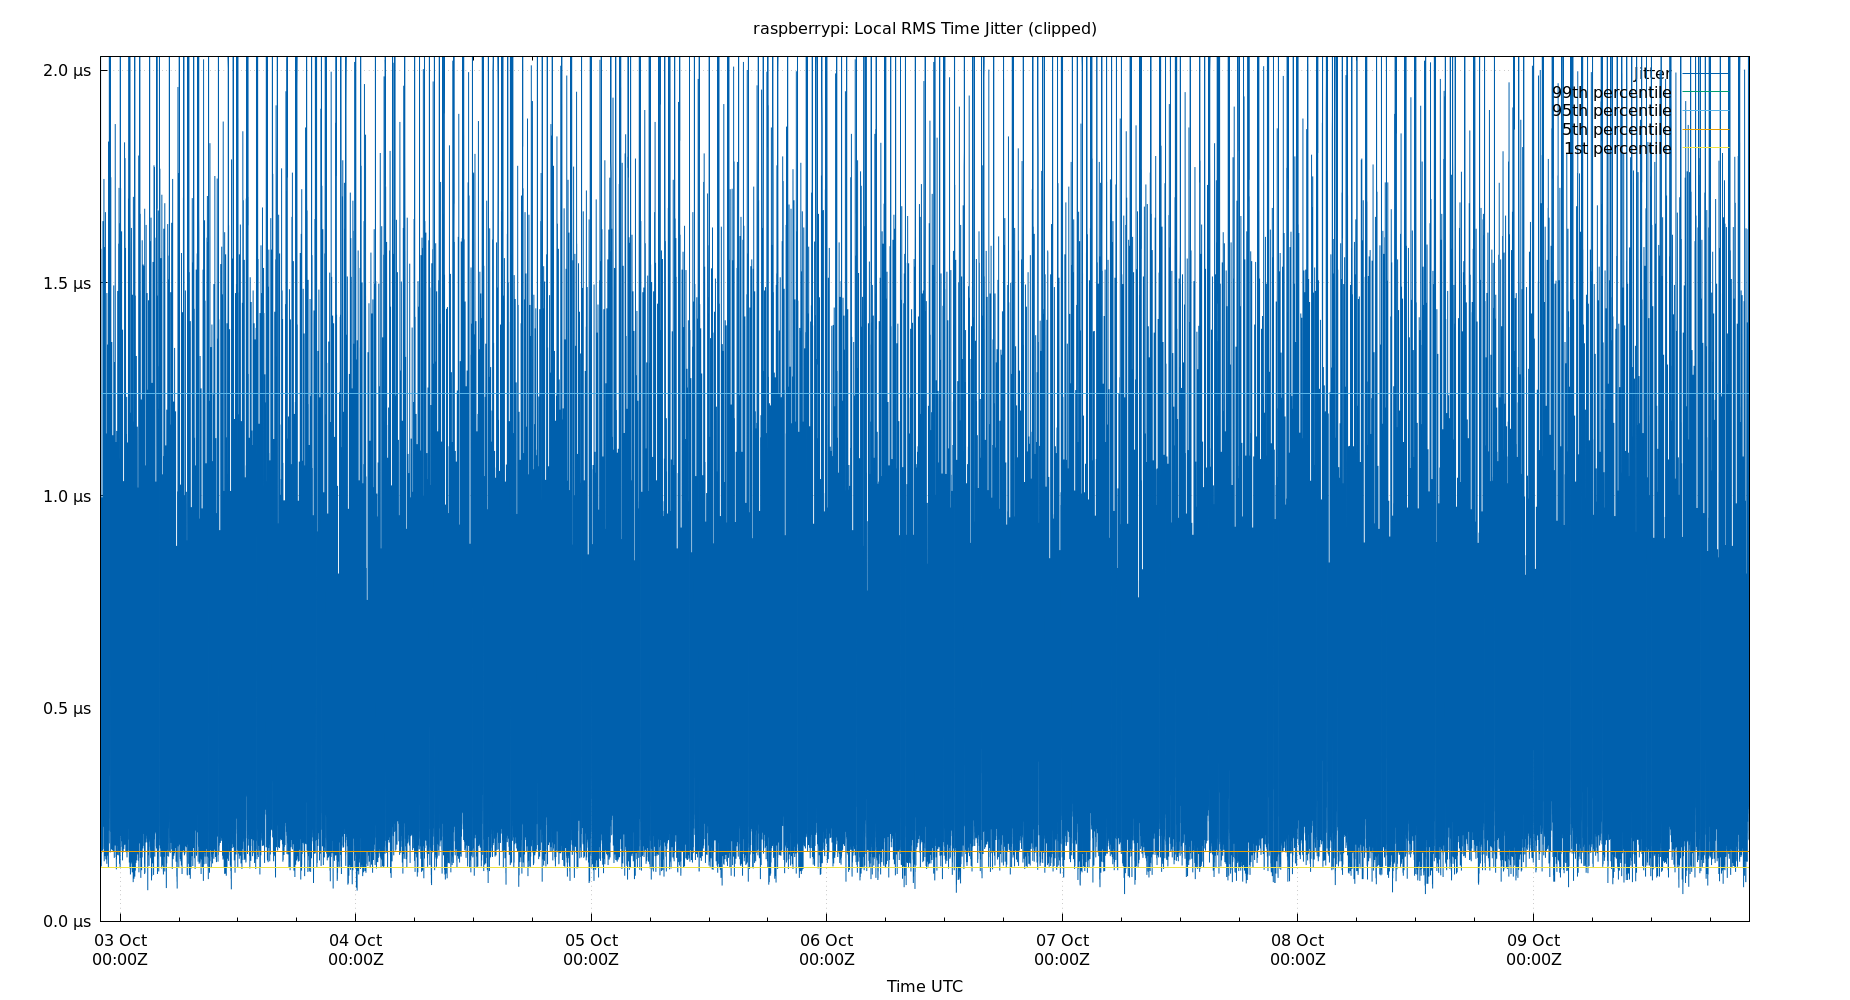 raspberrypi: Local RMS Time Jitter (clipped)
2.0 µs
1.5 µs
1.0 µs
0.5 µs
0.0 µs
jitter
99th percentile
95th percentile
5th percentile
1st percentile
03 Oct
00:00Z
04 Oct
00:00Z
05 Oct
00:00Z
06 Oct
00:00Z
07 Oct
00:00Z
08 Oct
00:00Z
09 Oct
00:00Z
Time UTC